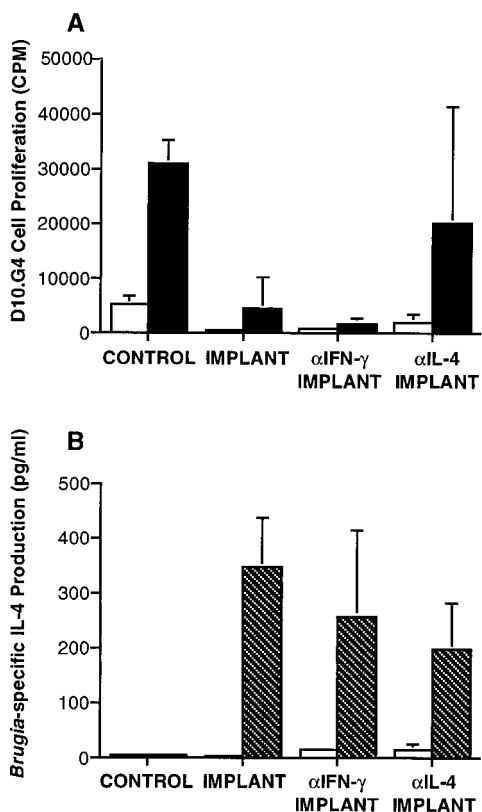 A
D10.G4 Cell Proliferation (CPM)
50000
40000
30000
20000
10000
0
CONTROL IMPLANT αIFN-γ IMPLANT αIL-4 IMPLANT
B
Brugia-specific IL-4 Production (pg/ml)
500
400
300
200
100
0
CONTROL IMPLANT αIFN-γ IMPLANT αIL-4 IMPLANT